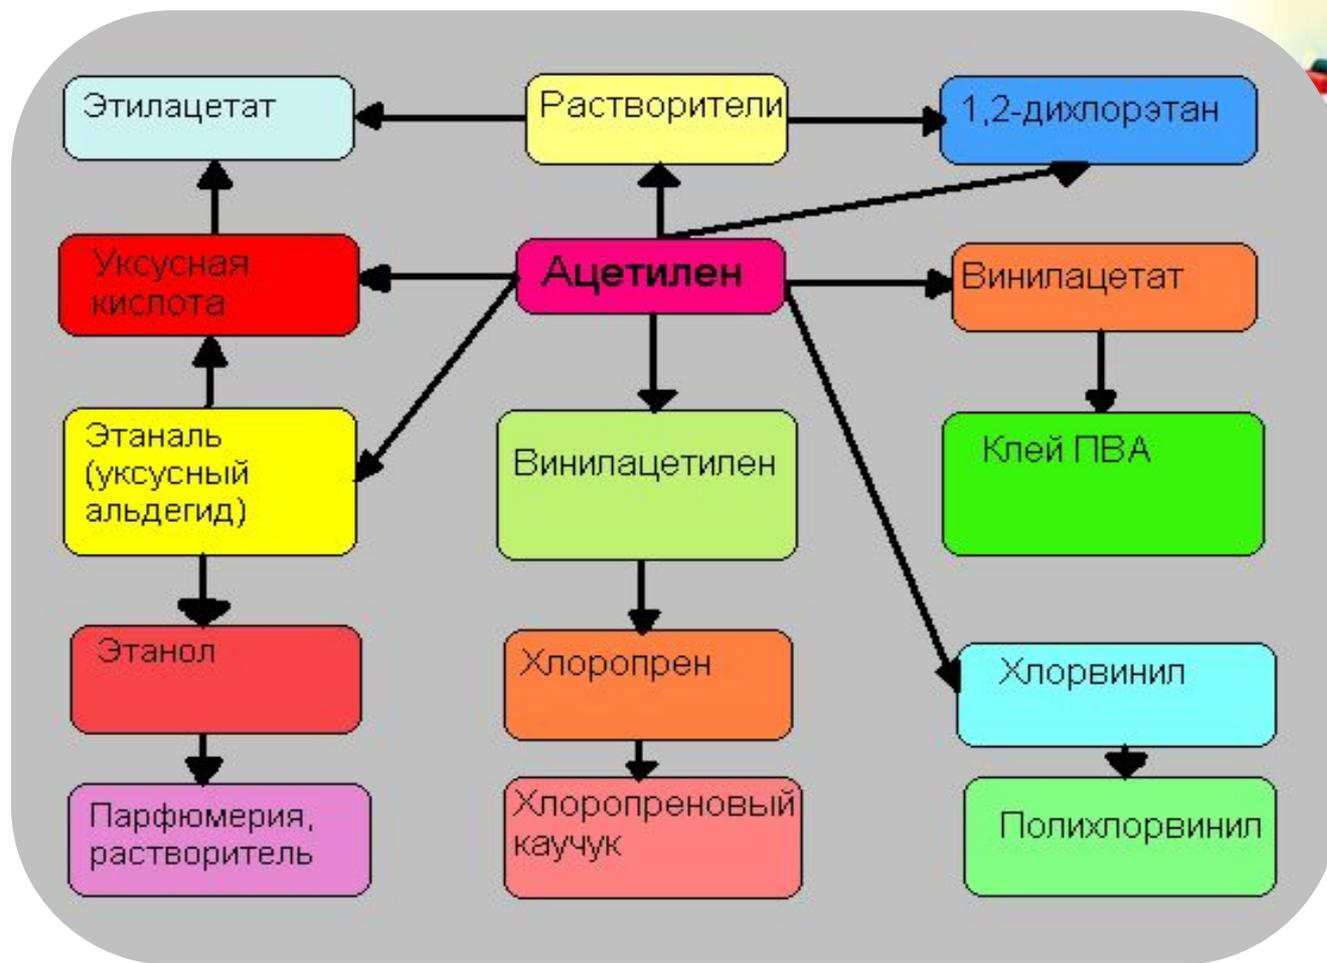 Этилацетат
Растворители
1,2-дихлорэтан
Уксусная
кислота
Ацетилен
Винилацетат
Этаналь
(уксусный
альдегид)
Винилацетилен
Клей ПВА
Этанол
Хлоропрен
Хлорвинил
Парфюмерия,
растворитель
Хлоропреновый
каучук
Полихлорвинил